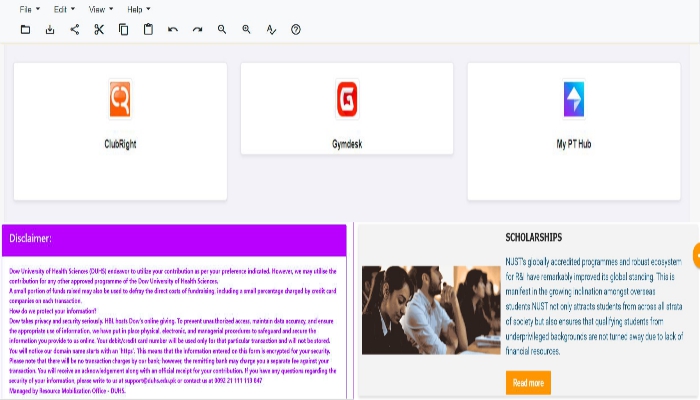 File Edit View Help
ClubRight
Gymdesk
My PT Hub
Disclaimer:
Dow University of Health Sciences (DUHS) endeavor to utilize your contribution as per your preference indicated. However, we may utilise the
contribution for any other approved programme of the Dow University of Health Sciences.
A small portion of funds raised may also be used to defray the direct costs of fundraising, including a small percentage charged by credit card
companies on each transaction.
How do we protect your information?
Dow takes privacy and security seriously. HBL hosts Dow's online giving. To prevent unauthorized access, maintain data accuracy, and ensure
the appropriate use of information, we have put in place physical, electronic, and managerial procedures to safeguard and secure the
information you provide to us online. Your debit/credit card number will be used only for that particular transaction and will not be stored.
You will notice our domain name starts with an 'https'. This means that the information entered on this form is encrypted for your security.
Please note that there will be no transaction charges by our bank; however, the remitting bank may charge you a separate fee against your
transaction. You will receive an acknowledgement along with an official receipt for your contribution. If you have any questions regarding the
security of your information, please write to us at support@duhs.edu.pk or contact us at 0092 21 111 113 847
Managed by Resource Mobilization Office - DUHS.
SCHOLARSHIPS
NUST's globally accredited programmes and robust ecosystem
for R& have remarkably improved its global standing. This is
manifest in the growing inclination amongst overseas
students NUST not only attracts students from across all strata
of society but also ensures that qualifying students from
underprivileged backgrounds are not turned away due to lack of
financial resources.
Read more